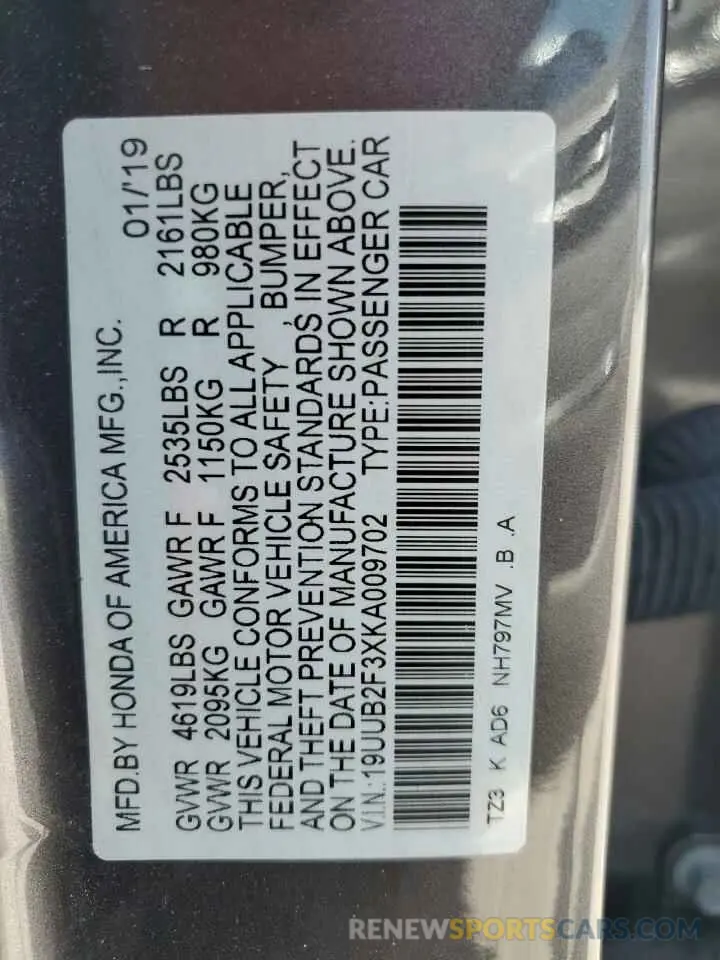 MFD.BY HONDA OF AMERICA MFG.,INC. 01/'19
GVWR 4619LBS GAWR F 2535LBS R 2161LBS
GVWR 2095KG GAWR F 1150KG R 980KG
THIS VEHICLE CONFORMS TO ALL APPLICABLE
FEDERAL MOTOR VEHICLE SAFETY , BUMPER,
AND THEFT PREVENTION STANDARDS IN EFFECT
ON THE DATE OF MANUFACTURE SHOWN ABOVE.
V.I.N.:19UUB2F3XKA009702 TYPE:PASSENGER CAR
TZ3 K AD6 NH797MV .B .A
RENEWSPORTSCARS.COM